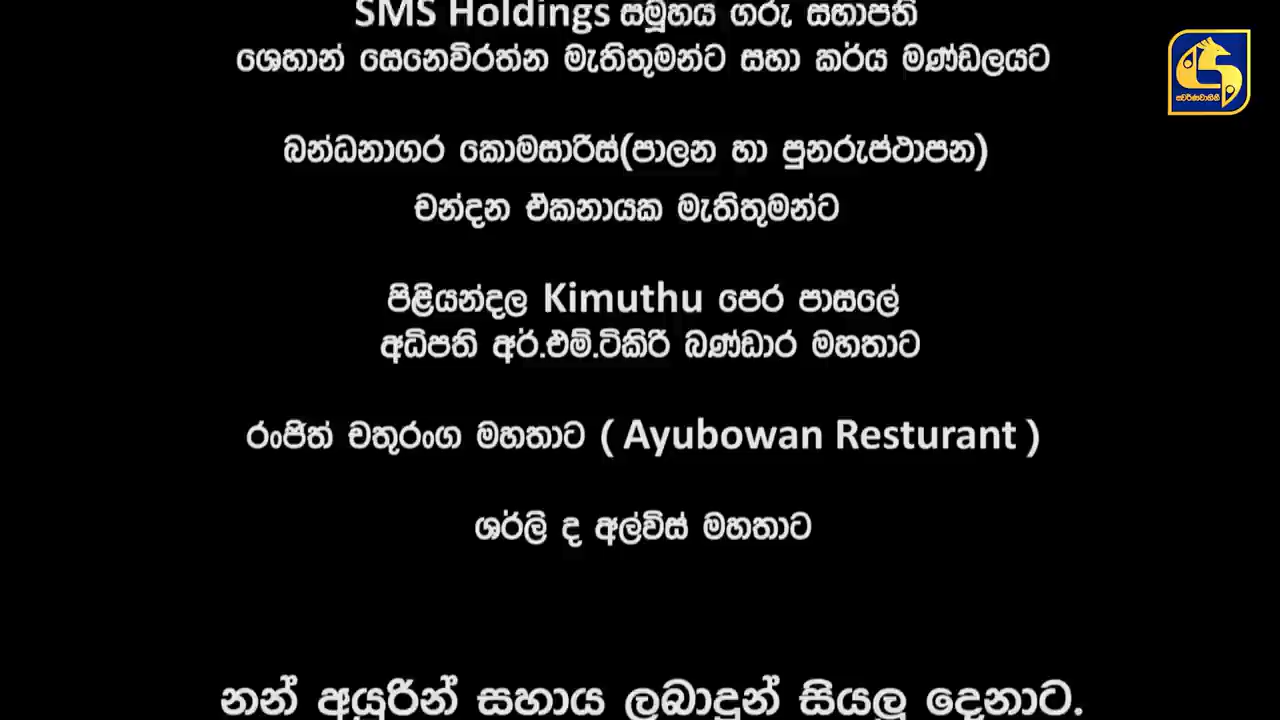 SMS Holdings සමූහය ගරු සභාපති
ශෙහාන් සෙනෙවිරත්න මැතිතුමන්ට සහා කර්ය මණ්ඩලයට
බන්ධනාගර කොමසාරිස්(පාලන හා පුනරුප්ථාපන)
චන්දන ඒකනායක මැතිතුමන්ට
පිළියන්දල Kimuthu පෙර පාසලේ
අධිපති අර්.එම්.ටිකිරි බණ්ඩාර මහතාට
රංජිත් චතුරංග මහතාට ( Ayubowan Resturant )
ශර්ලි ද අල්විස් මහතාට
නන් අයුරින් සහාය ලබාදුන් සියලු දෙනාට.
ස්වර්ණවාහිනී